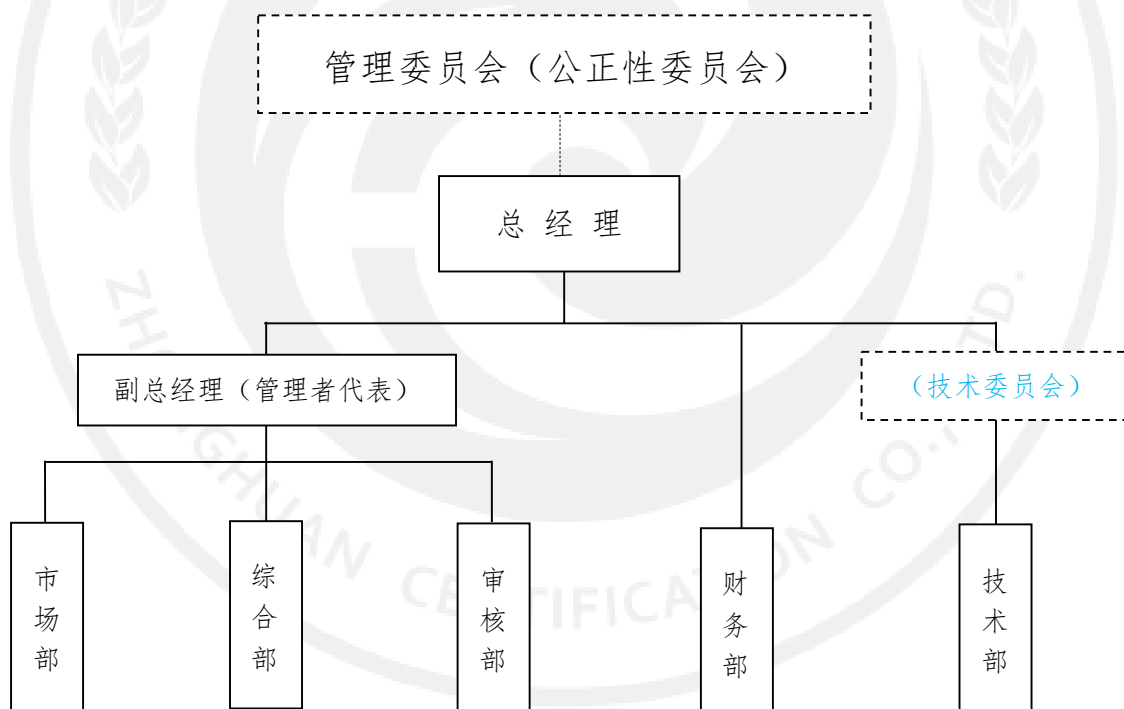 管理委员会（公正性委员会）
总经理
副总经理（管理者代表）
（技术委员会）
市场部
综合部
审核部
财务部
技术部